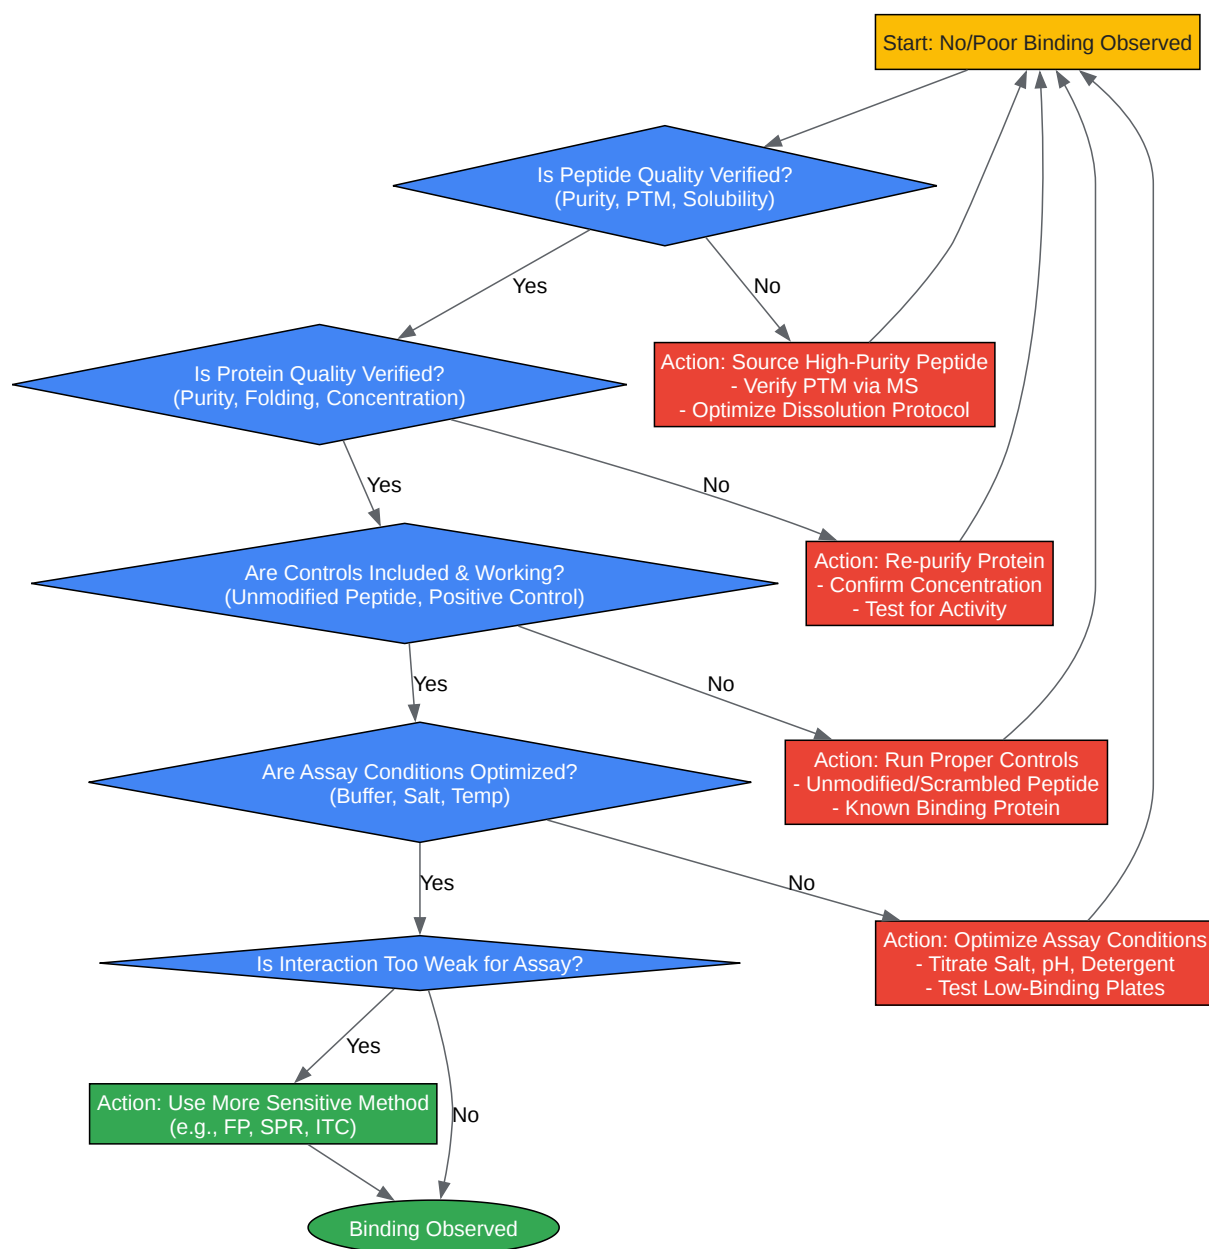 Start: No/Poor Binding Observed
Is Peptide Quality Verified?
(Purity, PTM, Solubility)
Yes
No
Action: Source High-Purity Peptide
- Verify PTM via MS
- Optimize Dissolution Protocol
Is Protein Quality Verified?
(Purity, Folding, Concentration)
Yes
No
Action: Re-purify Protein
- Confirm Concentration
- Test for Activity
Are Controls Included & Working?
(Unmodified Peptide, Positive Control)
Yes
No
Action: Run Proper Controls
- Unmodified/Scrambled Peptide
- Known Binding Protein
Are Assay Conditions Optimized?
(Buffer, Salt, Temp)
Yes
No
Action: Optimize Assay Conditions
- Titrate Salt, pH, Detergent
- Test Low-Binding Plates
Is Interaction Too Weak for Assay?
Yes
No
Action: Use More Sensitive Method
(e.g., FP, SPR, ITC)
Binding Observed